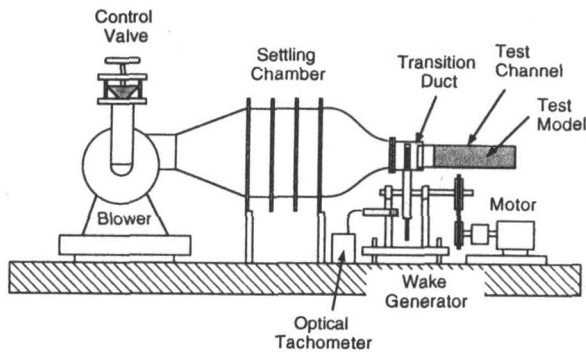 Control
Valve
Settling
Chamber
Transition
Duct
Test
Channel
Test
Model
Blower
Motor
Wake
Generator
Optical
Tachometer